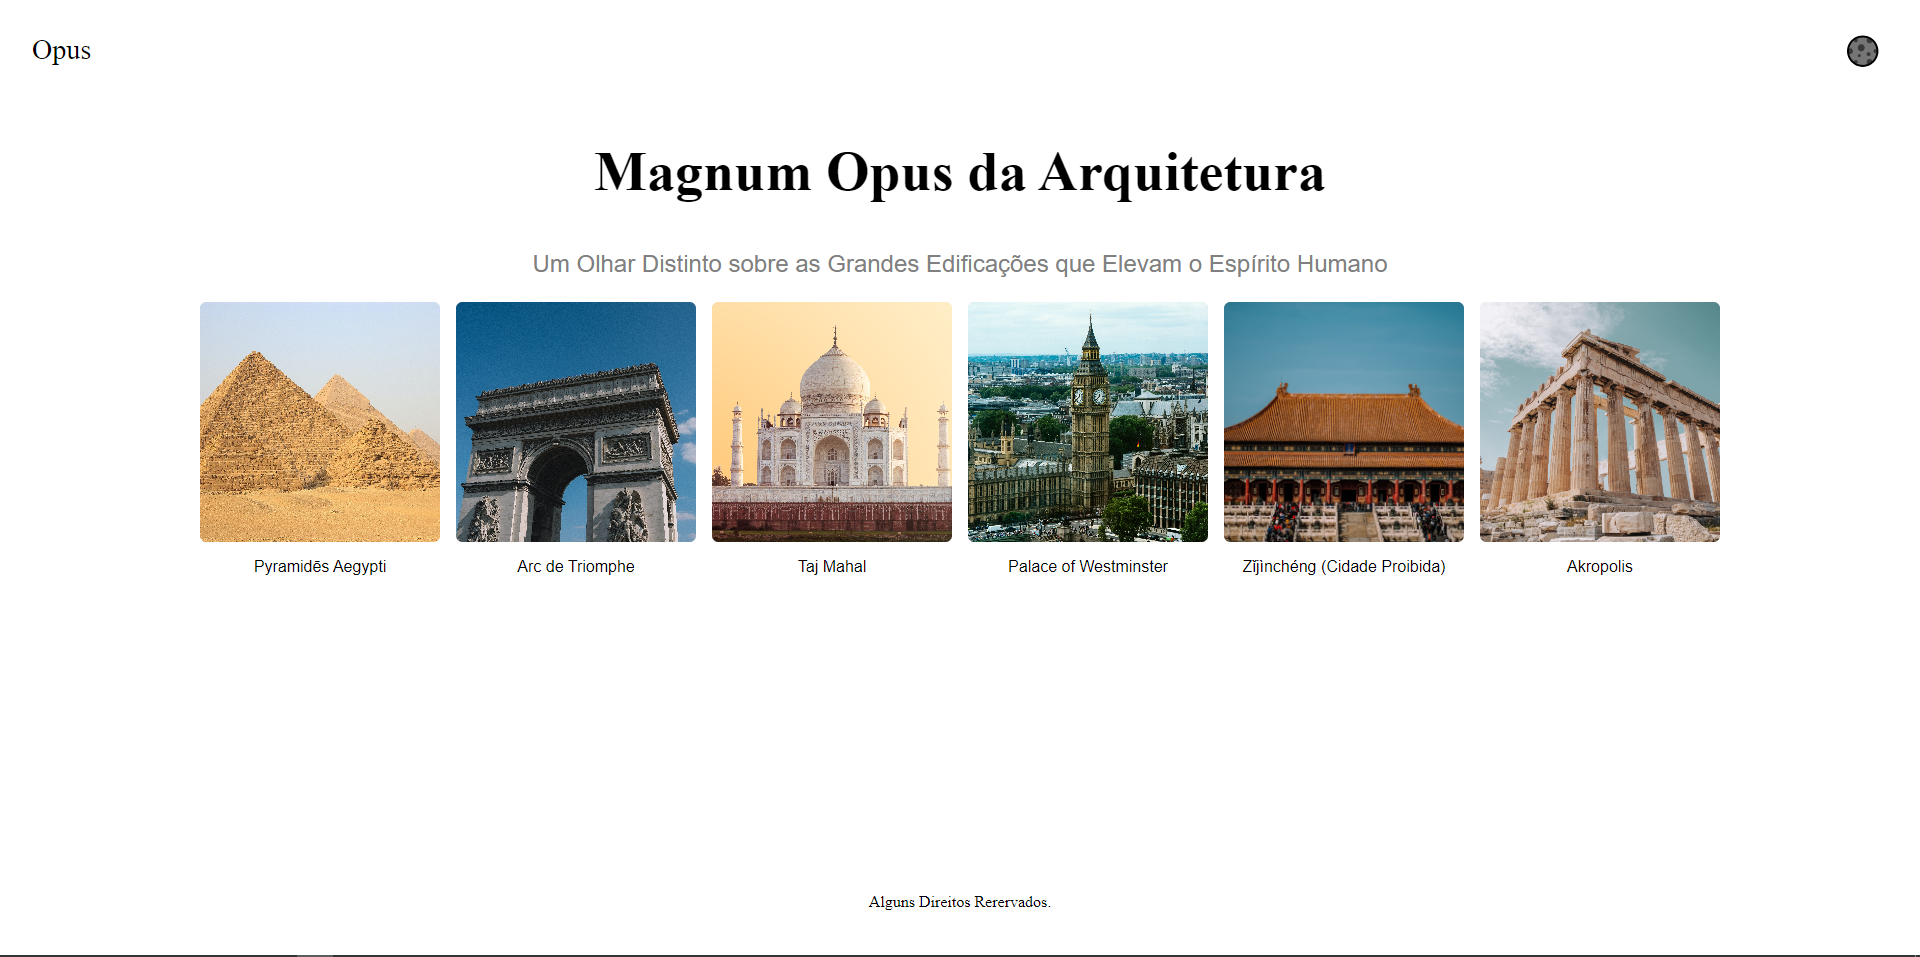 Opus
Magnum Opus da Arquitetura
Um Olhar Distinto sobre as Grandes Edificações que Elevam o Espírito Humano
Pyramidēs Aegypti
Arc de Triomphe
Taj Mahal
Palace of Westminster
Zǐjìnchéng (Cidade Proibida)
Akropolis
Alguns Direitos Rerervados.